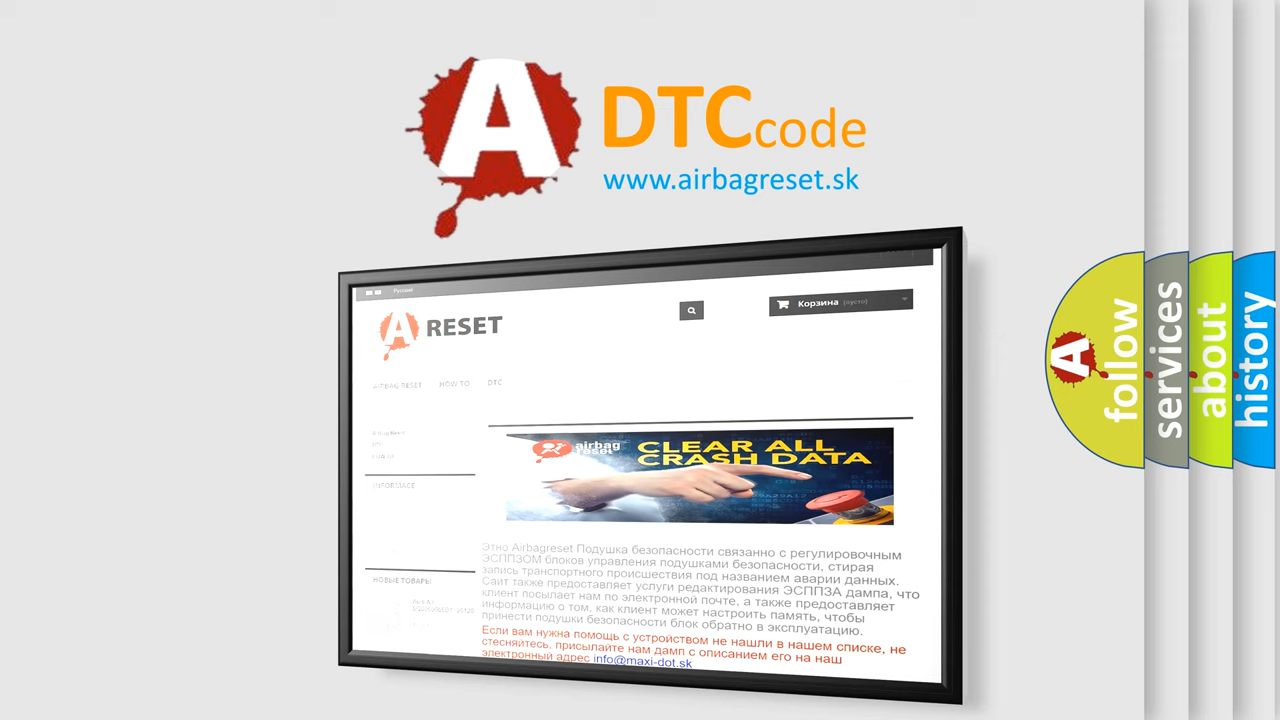 A
DTCcode
www.airbagreset.sk
Русский
A RESET
Корзина (пусто)
AIRBAG RESET HOW TO DTC
Airbag Reset
DTC
INFORMACE
airbag
reset
CLEAR ALL
CRASH DATA
Этно Airbagreset Подушка безопасности связанно с регулировочным
ЭСППЗОМ блоков управления подушками безопасности, стирая
запись транспортного происшествия под названием аварии данных.
Сайт также предоставляет услуги редактирования ЭСППЗА дампа, что
клиент посылает нам по электронной почте, а также предоставляет
информацию о том, как клиент может настроить память, чтобы
принести подушки безопасности блок обратно в эксплуатацию.
Если вам нужна помощь с устройством не нашли в нашем списке, не
стесняйтесь, присылайте нам дамп с описанием его на наш
электронный адрес info@maxi-dot.sk
НОВЫЕ ТОВАРЫ
A
follow
services
about
history